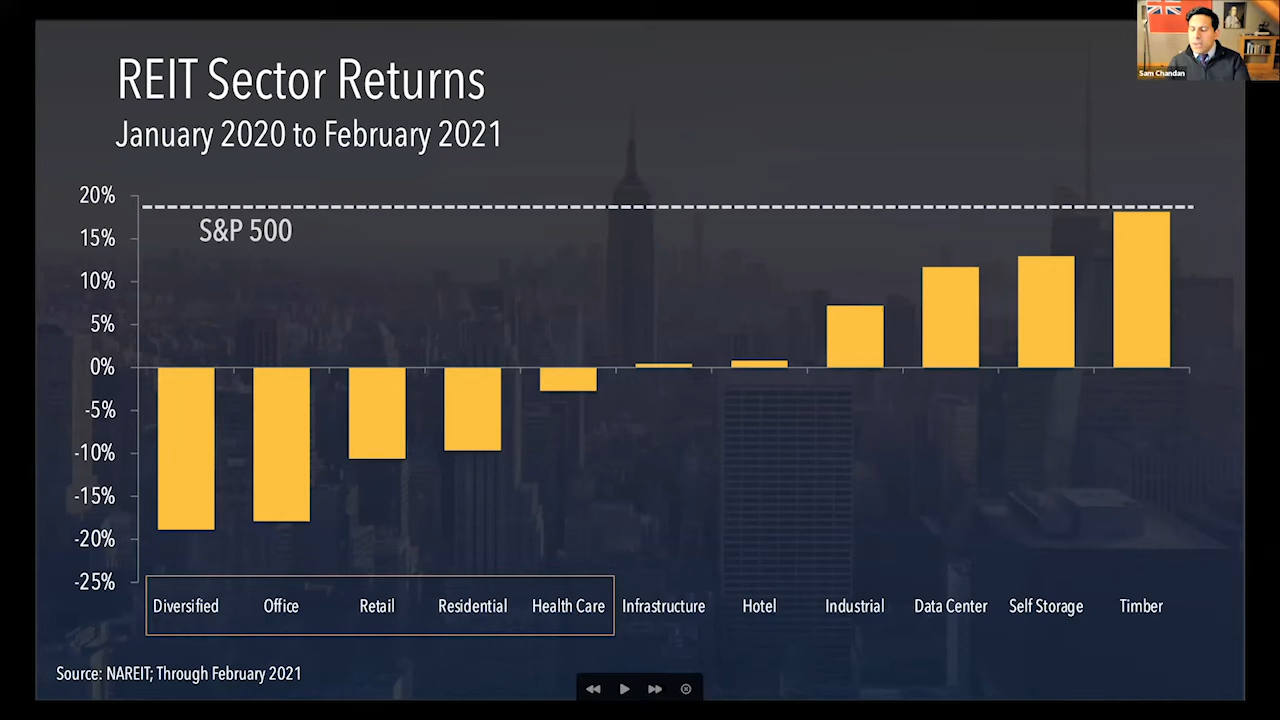 Sam Chandan
REIT Sector Returns
January 2020 to February 2021
20%
S&P 500
15%
10%
5%
0%
-5%
-10%
-15%
-20%
-25%
Diversified Office Retail Residential Health Care Infrastructure Hotel Industrial Data Center Self Storage Timber
Source: NAREIT; Through February 2021